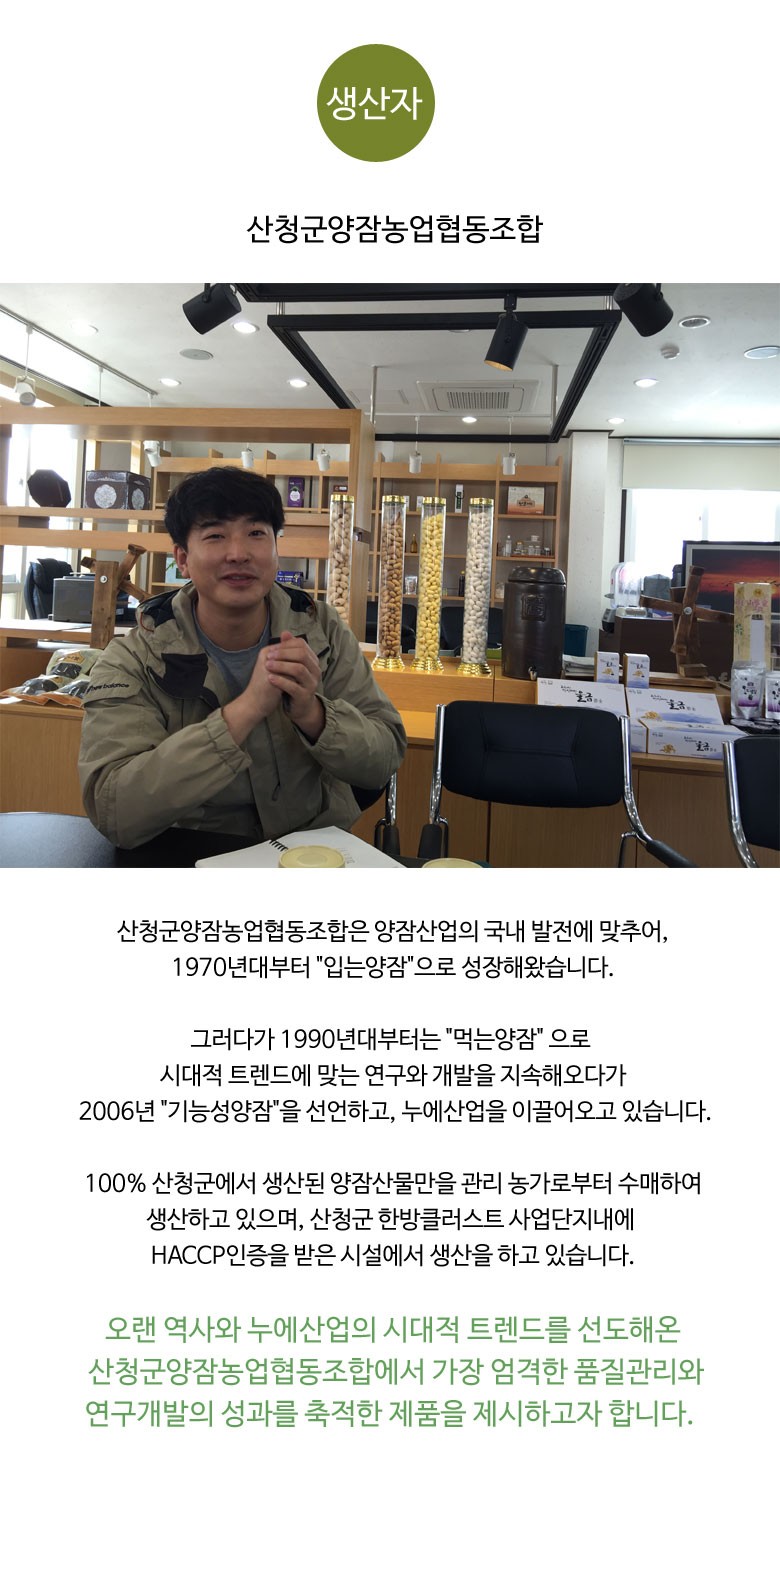 생산자
산청군양잠농업협동조합
new balance
산청군양잠농업협동조합은 양잠산업의 국내 발전에 맞추어,
1970년대부터 "입는양잠"으로 성장해왔습니다.
그러다가 1990년대부터는 "먹는양잠" 으로
시대적 트렌드에 맞는 연구와 개발을 지속해오다가
2006년 "기능성양잠"을 선언하고, 누에산업을 이끌어오고 있습니다.
100% 산청군에서 생산된 양잠산물만을 관리 농가로부터 수매하여
생산하고 있으며, 산청군 한방클러스트 사업단지내에
HACCP인증을 받은 시설에서 생산을 하고 있습니다.
오랜 역사와 누에산업의 시대적 트렌드를 선도해온
산청군양잠농업협동조합에서 가장 엄격한 품질관리와
연구개발의 성과를 축적한 제품을 제시하고자 합니다.